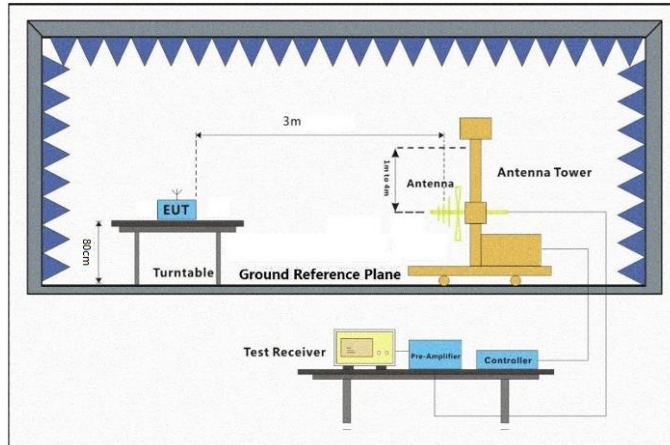 3m
1m to 4m
Antenna
Antenna Tower
EUT
80cm
Turntable
Ground Reference Plane
Test Receiver
Pre-Amplifier
Controller